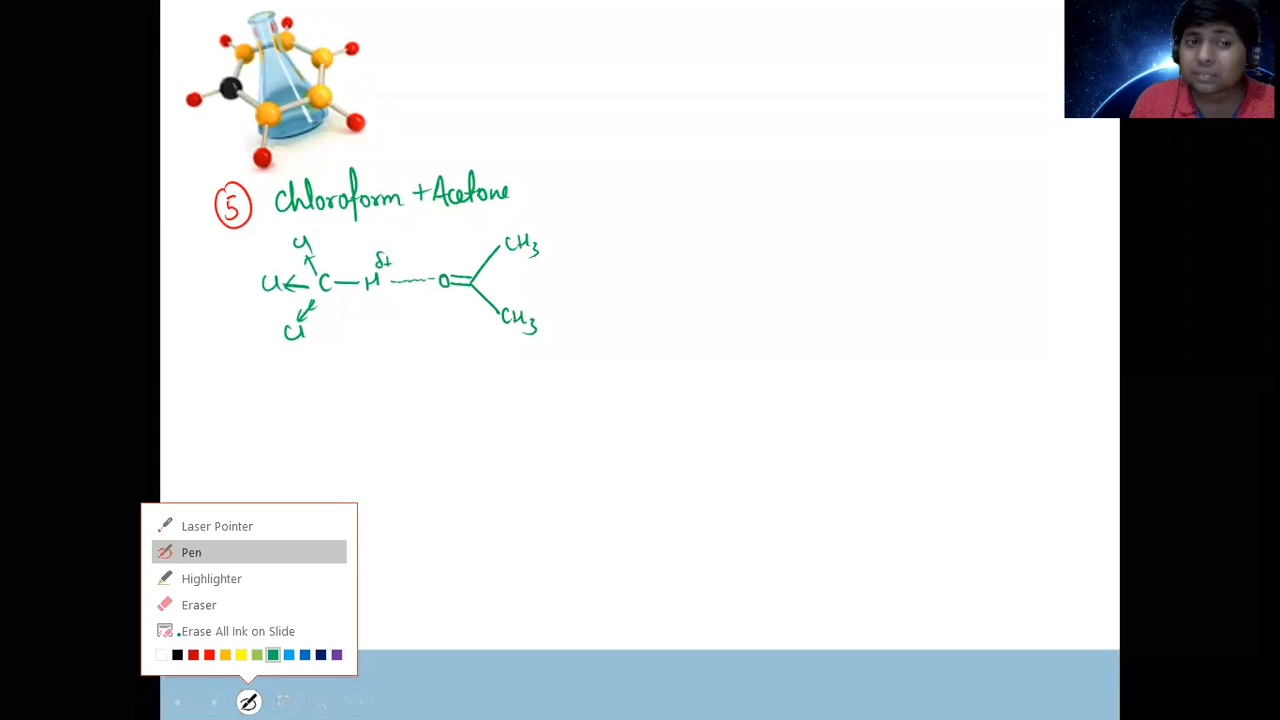 5 Chloroform + Acetone
Cl
Cl C — H δ+ ------ O = CH3
Cl CH3
Laser Pointer
Pen
Highlighter
Eraser
Erase All Ink on Slide